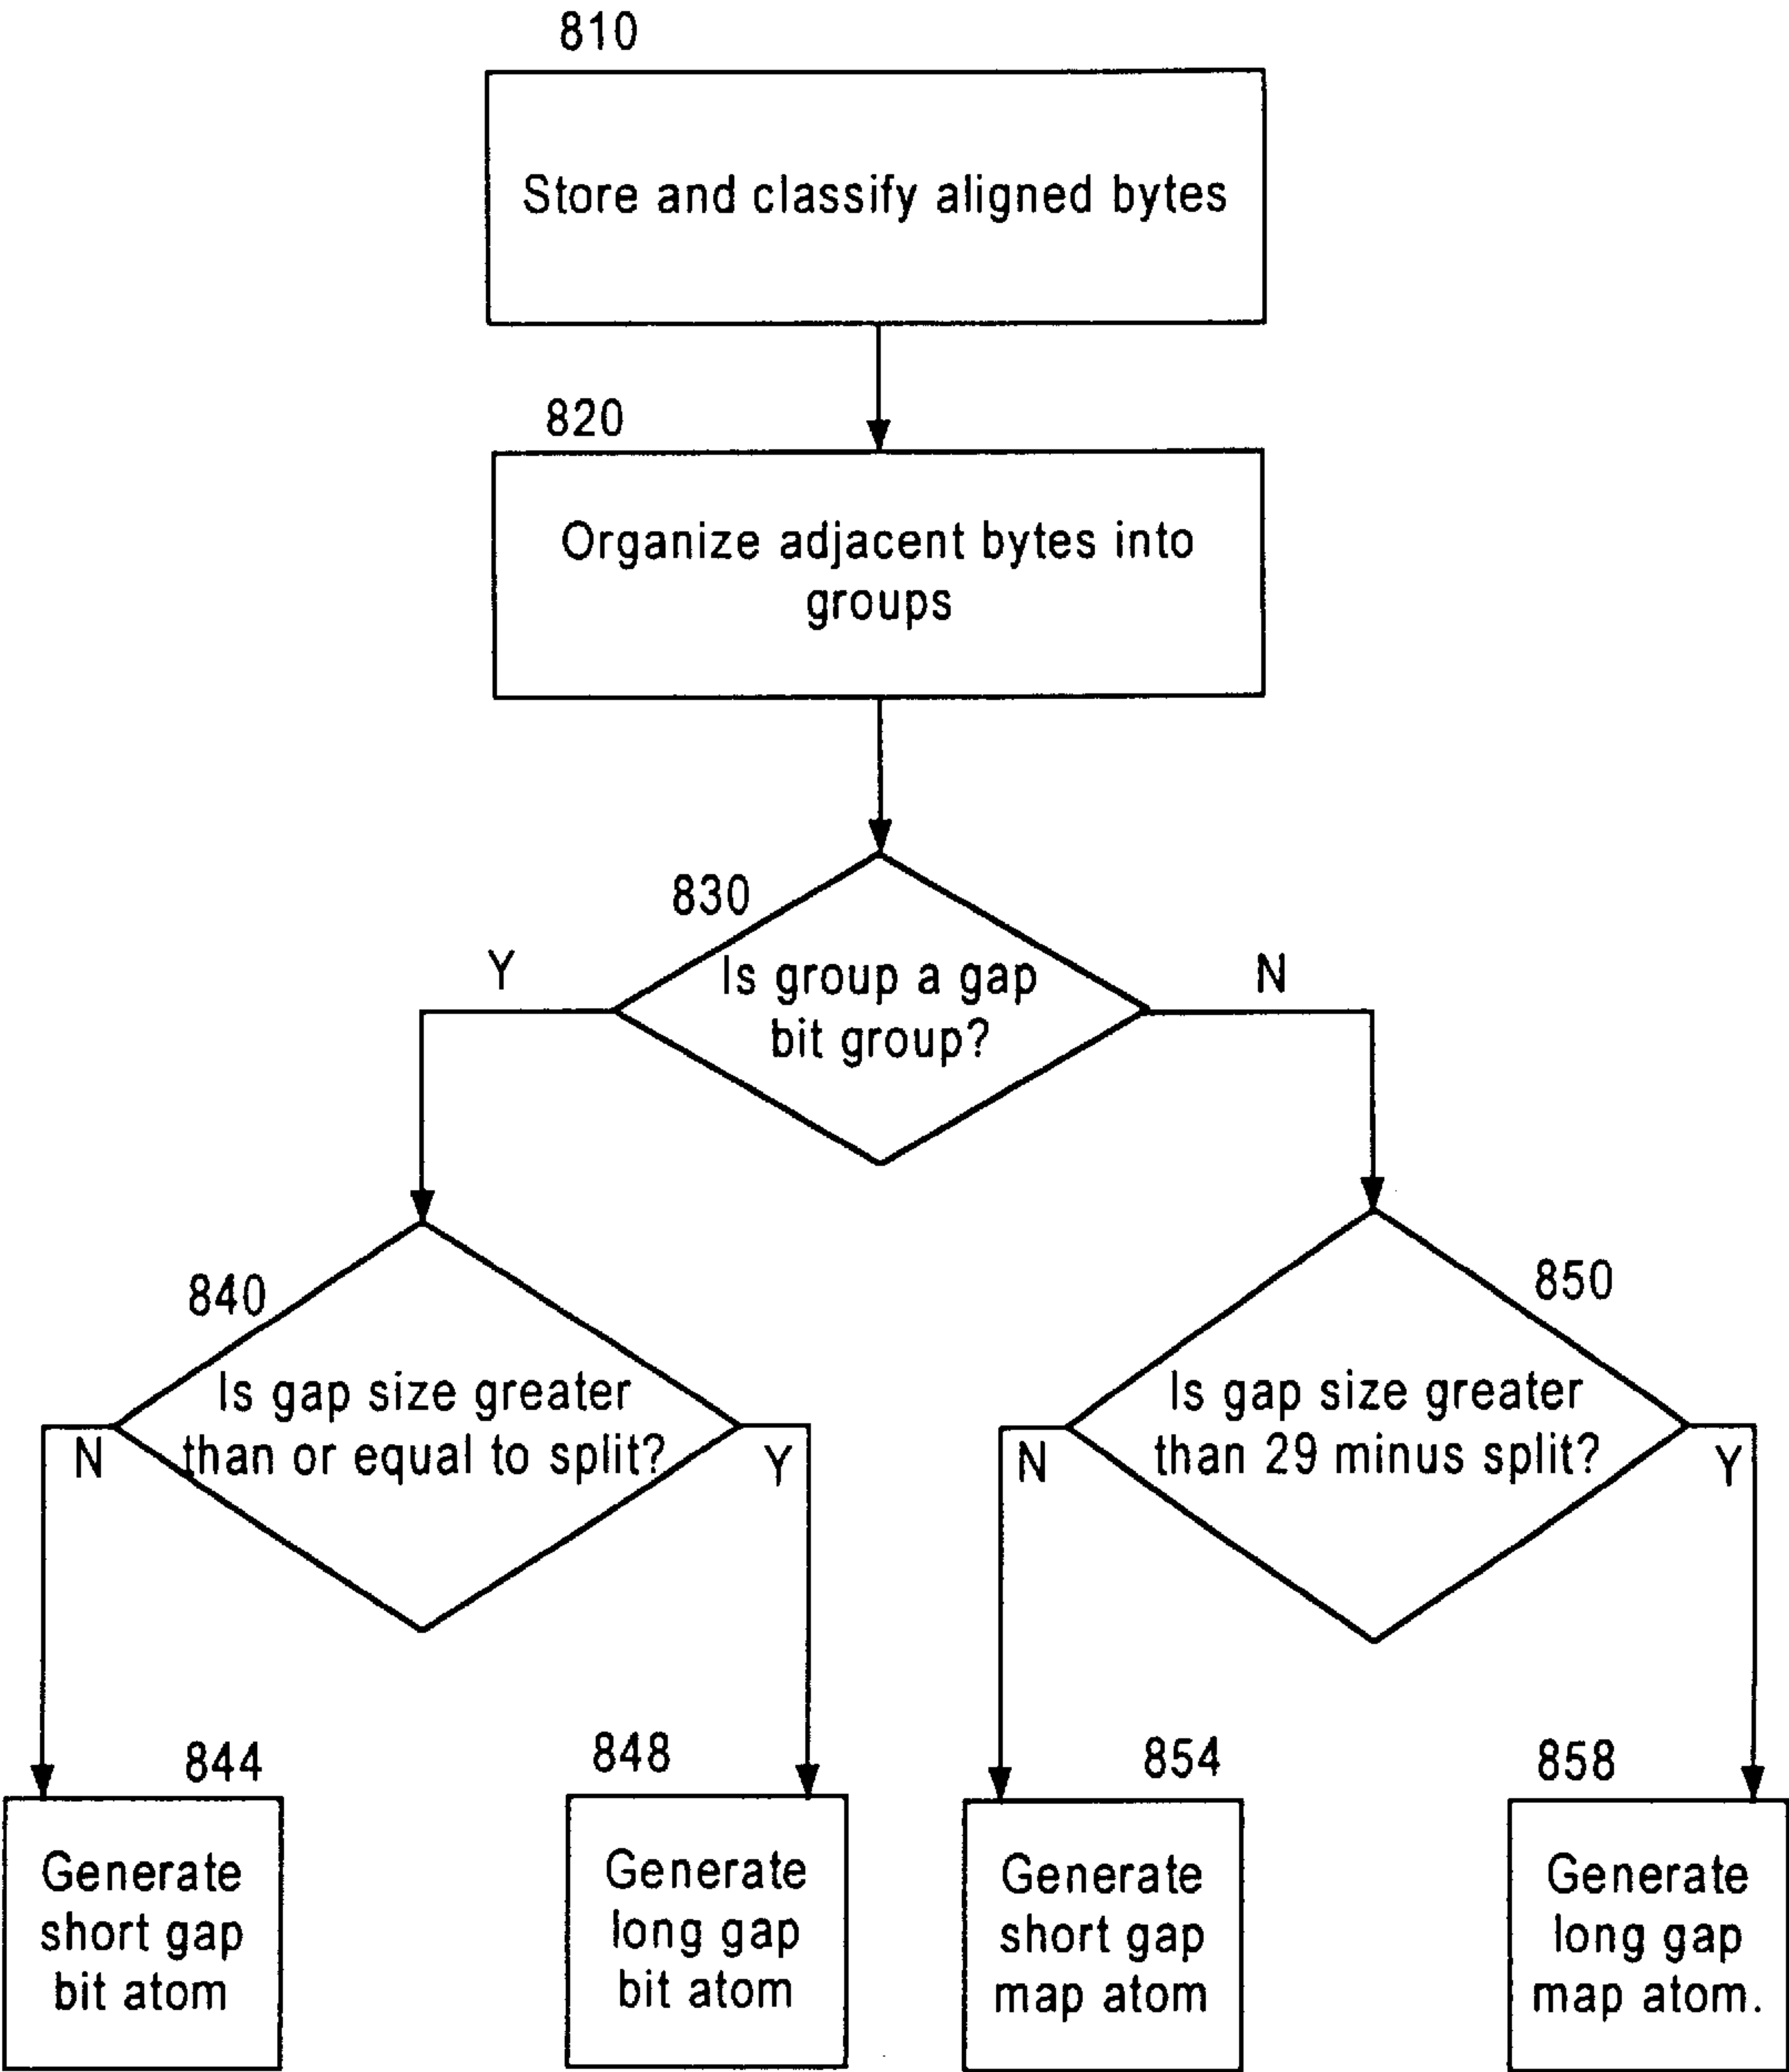 810
Store and classify aligned bytes
820
Organize adjacent bytes into
groups
830
Y
Is group a gap
bit group?
N
840
Is gap size greater
than or equal to split?
N
Y
850
Is gap size greater
than 29 minus split?
N
Y
844
Generate
short gap
bit atom
848
Generate
long gap
bit atom
854
Generate
short gap
map atom
858
Generate
long gap
map atom.